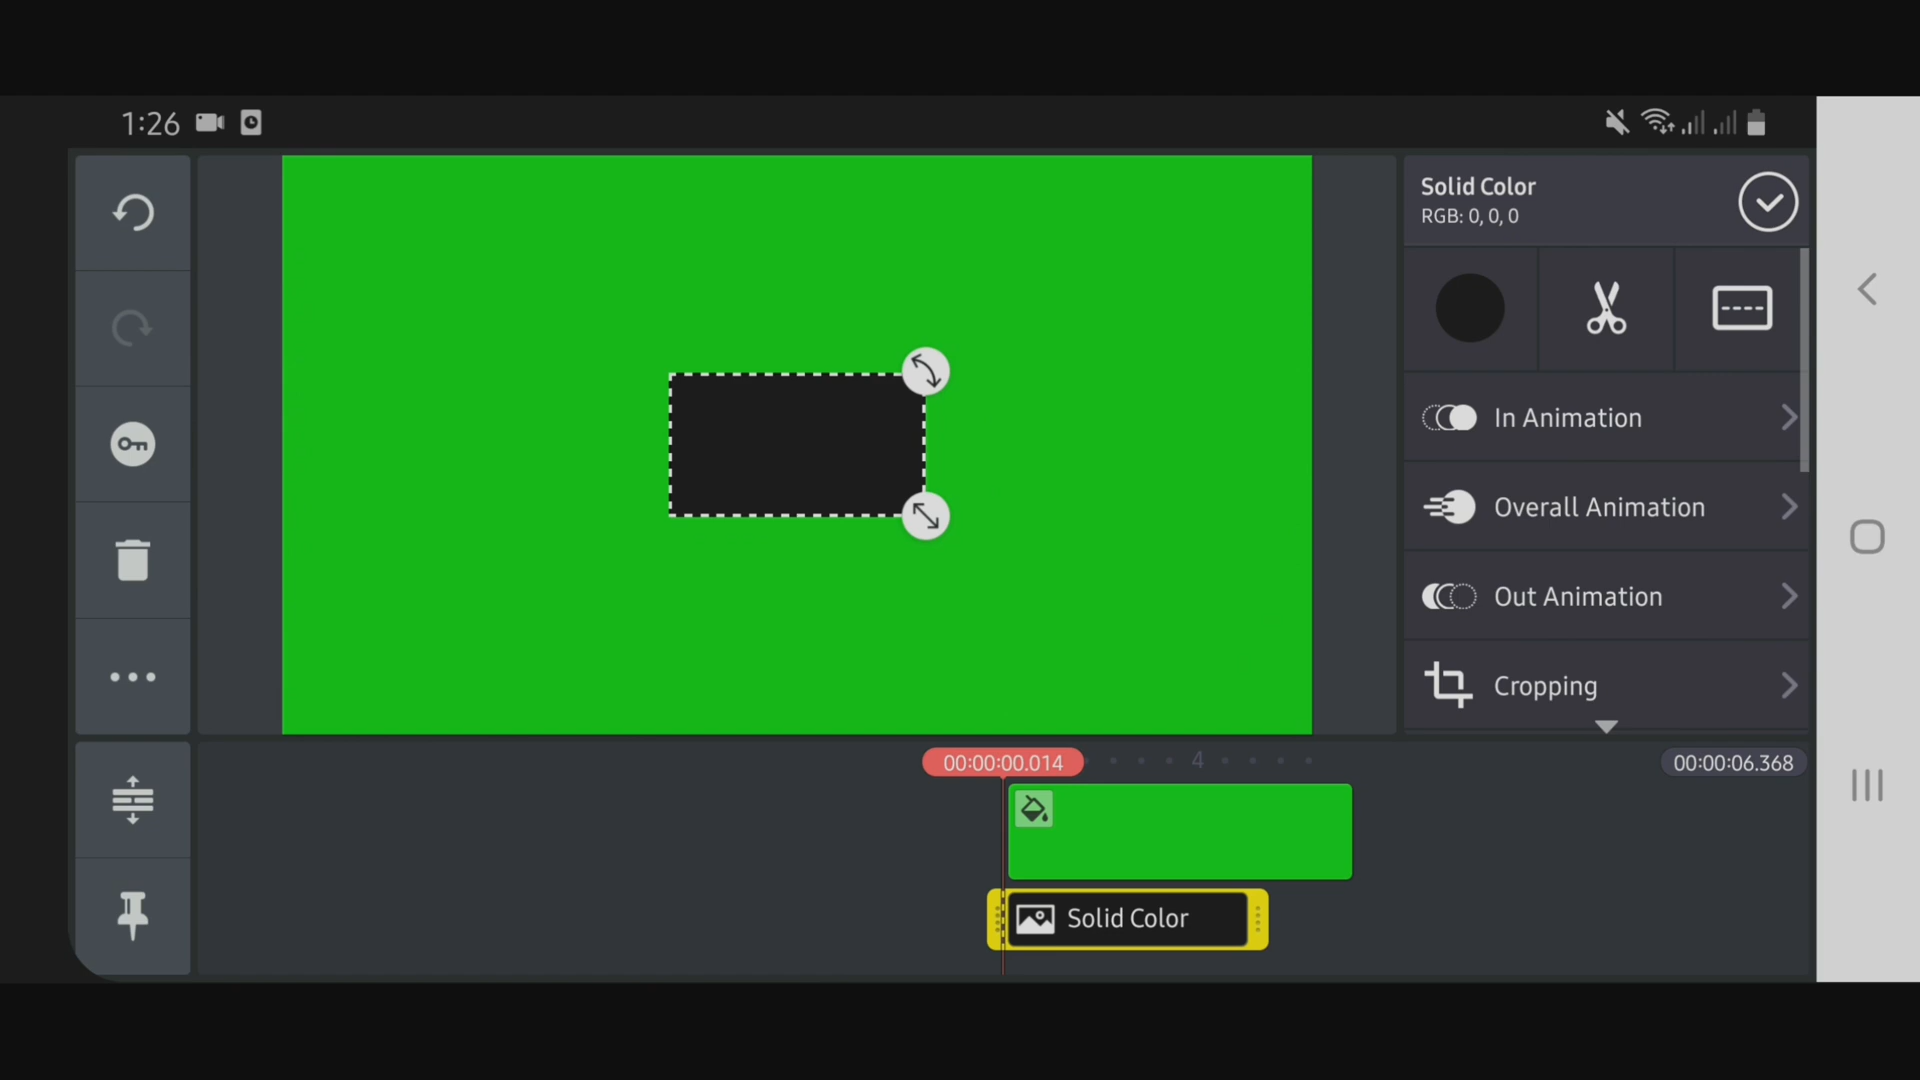 1:26
Solid Color
RGB: 0, 0, 0
In Animation
Overall Animation
Out Animation
Cropping
00:00:00.014
4
00:00:06.368
Solid Color